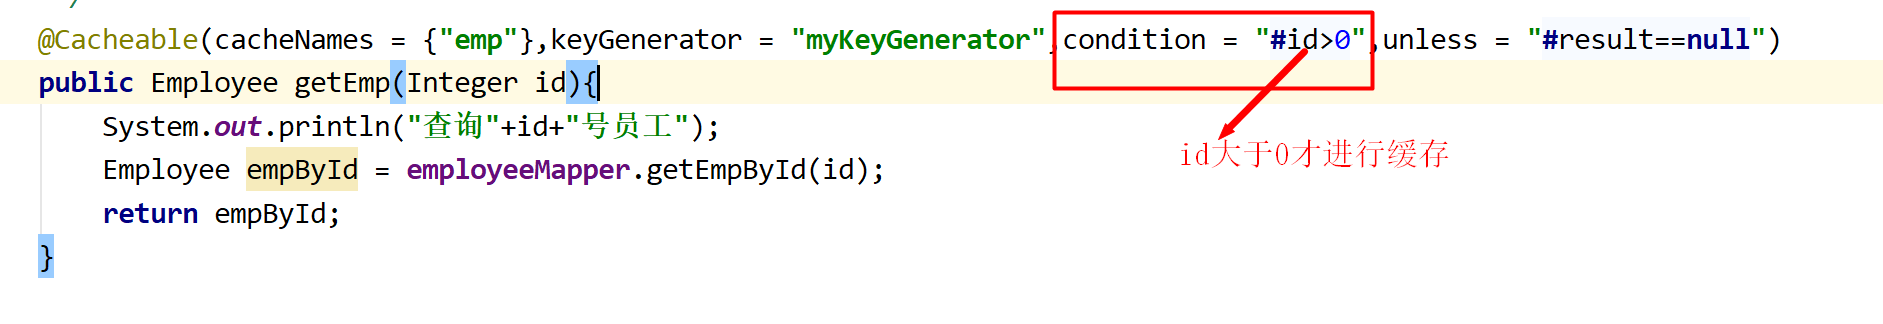 @Cacheable(cacheNames = {"emp"},keyGenerator = "myKeyGenerator",condition = "#id>0",unless = "#result==null")
public Employee getEmp(Integer id){
System.out.println("查询"+id+"号员工");
id大于0才进行缓存
Employee empById = employeeMapper.getEmpById(id);
return empById;
}